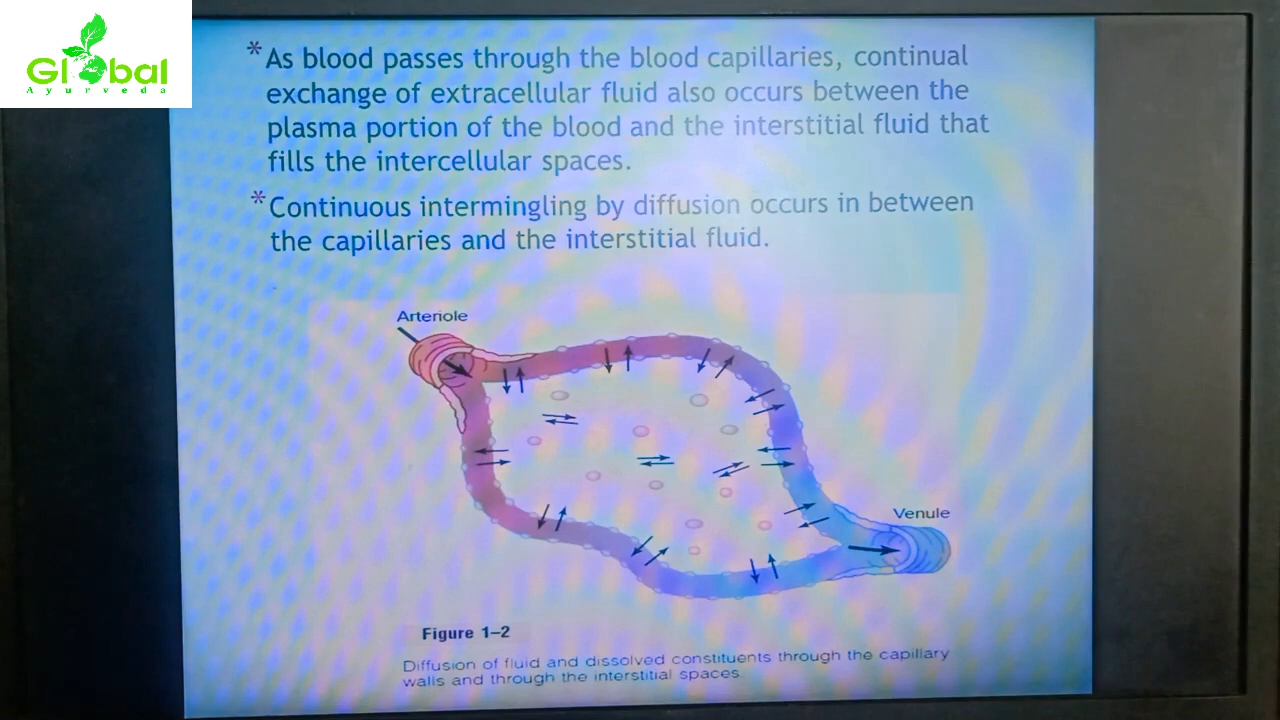 Global
Ayurveda
* As blood passes through the blood capillaries, continual
exchange of extracellular fluid also occurs between the
plasma portion of the blood and the interstitial fluid that
fills the intercellular spaces.
* Continuous intermingling by diffusion occurs in between
the capillaries and the interstitial fluid.
Arteriole
Venule
Figure 1–2
Diffusion of fluid and dissolved constituents through the capillary
walls and through the interstitial spaces.